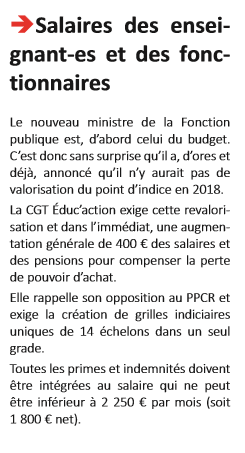 ➔Salaires des ensei-
gnant-es et des fonc-
tionnaires
Le nouveau ministre de la Fonction
publique est, d’abord celui du budget.
C’est donc sans surprise qu’il a, d’ores et
déjà, annoncé qu’il n’y aurait pas de
valorisation du point d’indice en 2018.
La CGT Éduc’action exige cette revalori-
sation et dans l’immédiat, une augmen-
tation générale de 400 € des salaires et
des pensions pour compenser la perte
de pouvoir d’achat.
Elle rappelle son opposition au PPCR et
exige la création de grilles indiciaires
uniques de 14 échelons dans un seul
grade.
Toutes les primes et indemnités doivent
être intégrées au salaire qui ne peut
être inférieur à 2 250 € par mois (soit
1 800 € net).